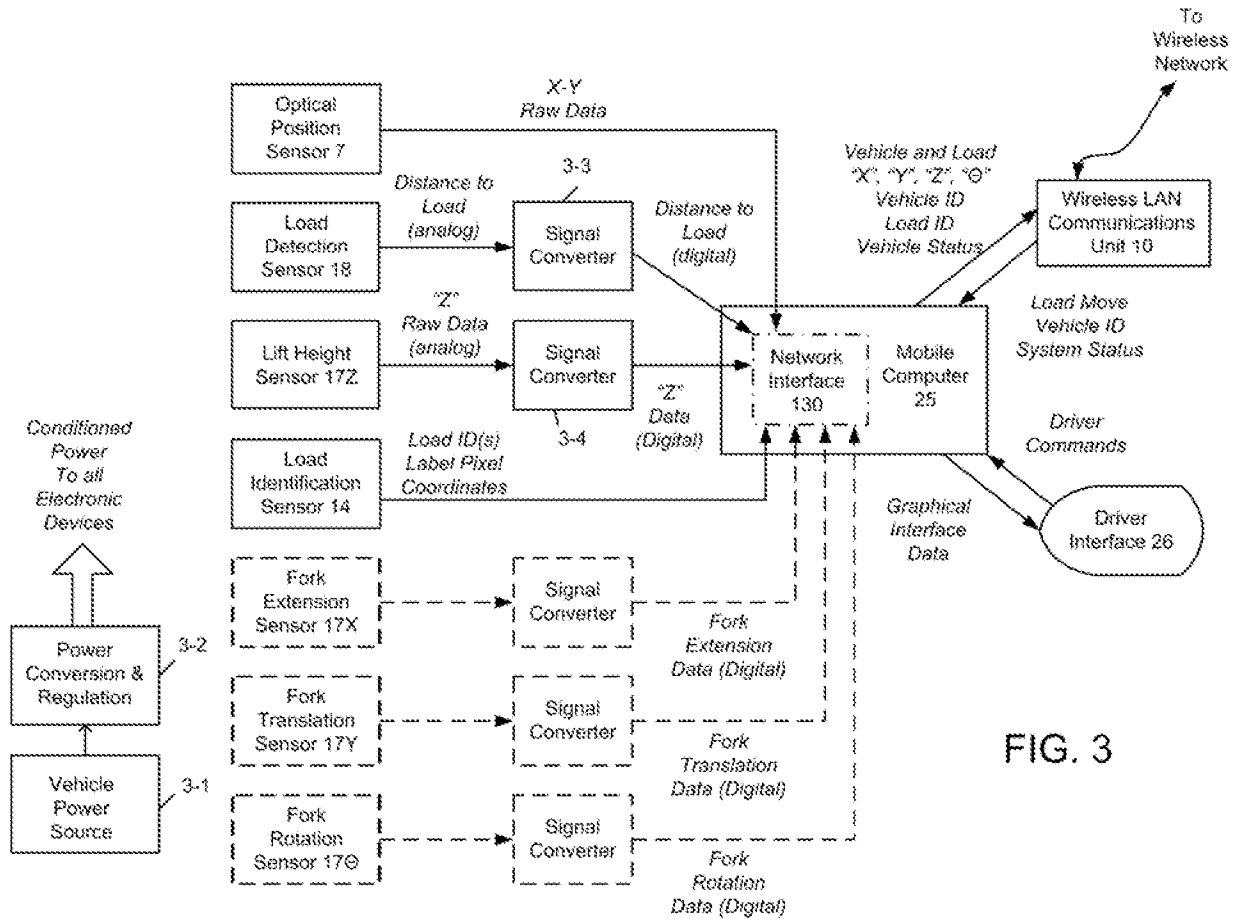 To
Wireless
Network
X-Y
Raw Data
Optical
Position
Sensor 7
3-3
Vehicle and Load
"X", "Y", "Z", "Θ"
Vehicle ID
Load ID
Vehicle Status
Wireless LAN
Communications
Unit 10
Distance to
Load
(analog)
Load
Detection
Sensor 18
Signal
Converter
Distance to
Load
(digital)
Load Move
Vehicle ID
System Status
"Z"
Raw Data
(analog)
Lift Height
Sensor 17Z
Signal
Converter
3-4
"Z"
Data
(Digital)
Network
Interface
130
Mobile
Computer
25
Driver
Commands
Conditioned
Power
To all
Electronic
Devices
Load
Identification
Sensor 14
Load ID(s)
Label Pixel
Coordinates
Graphical
Interface
Data
Driver
Interface 26
Fork
Extension
Sensor 17X
Signal
Converter
Fork
Extension
Data (Digital)
Power
Conversion &
Regulation
3-2
Fork
Translation
Sensor 17Y
Signal
Converter
Fork
Translation
Data (Digital)
FIG. 3
Vehicle
Power
Source
3-1
Fork
Rotation
Sensor 17Θ
Signal
Converter
Fork
Rotation
Data (Digital)